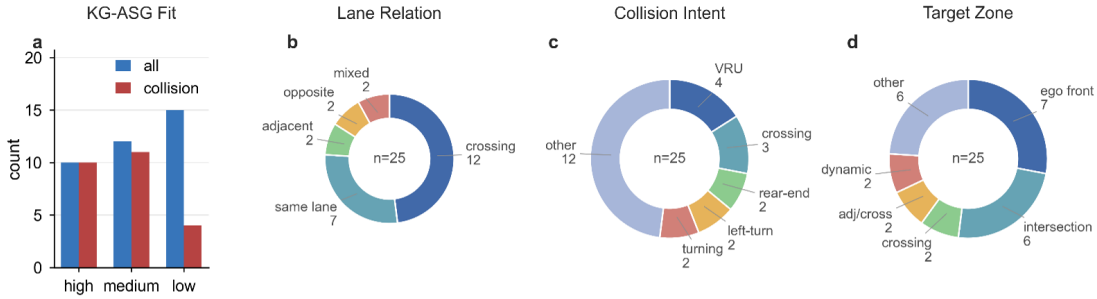 KG-ASG Fit
Lane Relation
Collision Intent
Target Zone
a
20
15
10
5
0
count
all
collision
high
medium
low
b
mixed
2
opposite
2
adjacent
2
same lane
7
crossing
12
n=25
c
VRU
4
crossing
3
rear-end
2
left-turn
2
turning
2
other
12
n=25
d
ego front
7
intersection
6
crossing
2
adj/cross
2
dynamic
2
other
6
n=25